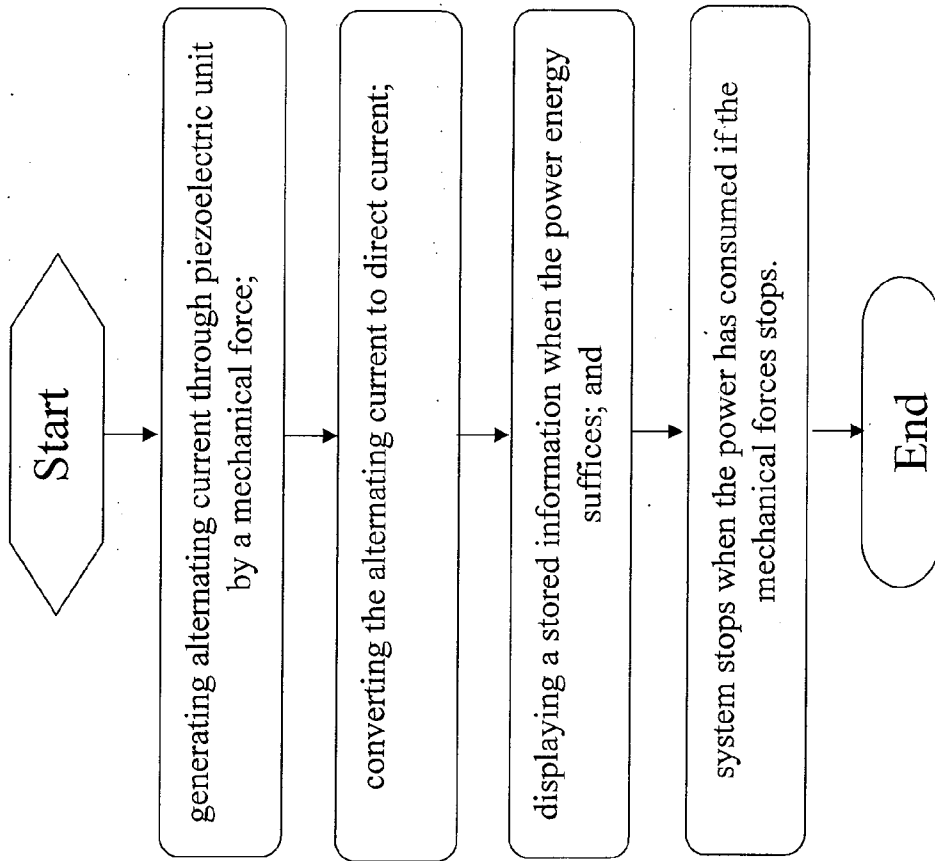 Start
generating alternating current through piezoelectric unit
by a mechanical force;
converting the alternating current to direct current;
displaying a stored information when the power energy
suffices; and
system stops when the power has consumed if the
mechanical forces stops.
End